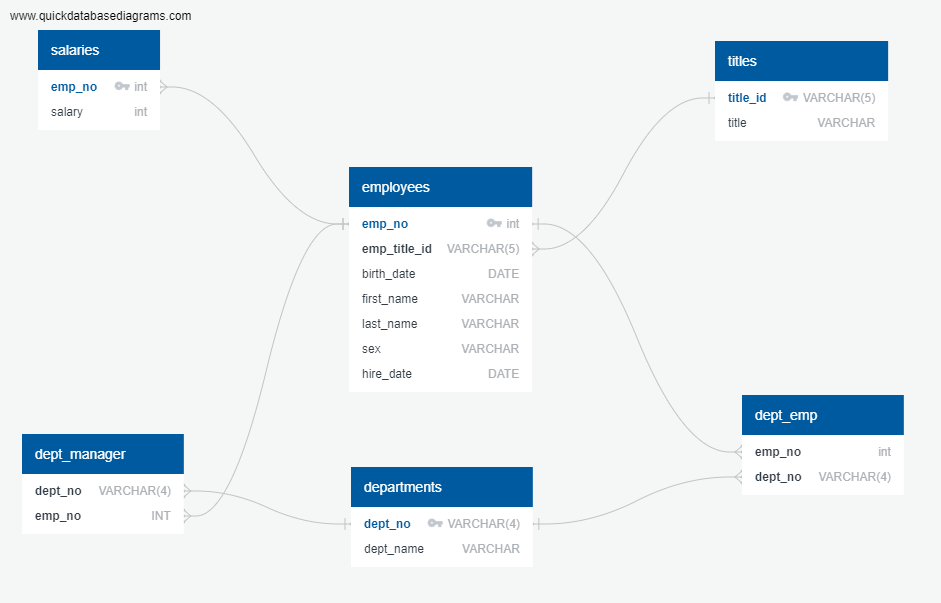 www.quickdatabasediagrams.com
salaries
emp_no int
salary int
titles
title_id VARCHAR(5)
title VARCHAR
employees
emp_no int
emp_title_id VARCHAR(5)
birth_date DATE
first_name VARCHAR
last_name VARCHAR
sex VARCHAR
hire_date DATE
dept_emp
emp_no int
dept_no VARCHAR(4)
dept_manager
dept_no VARCHAR(4)
emp_no INT
departments
dept_no VARCHAR(4)
dept_name VARCHAR